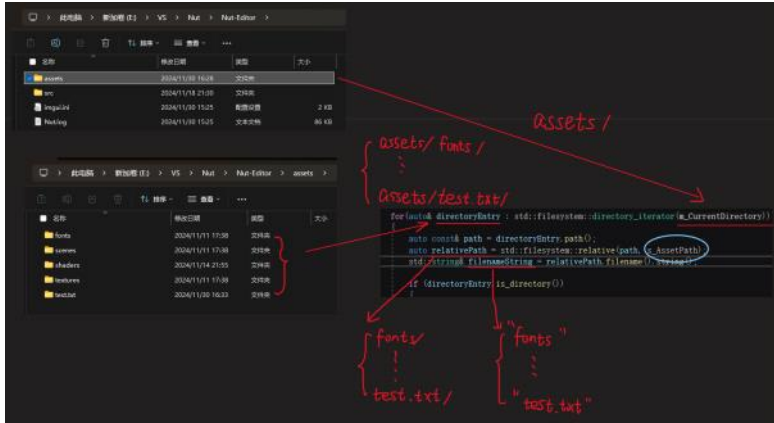 此电脑 > 新加卷 (E:) > VS > Nut > Nut-Editor >
排序 查看 ...
名称 修改日期 类型 大小
assets 2024/11/30 16:28 文件夹
src 2024/11/18 21:00 文件夹
imgui.ini 2024/11/30 15:25 配置设置 2 KB
Nut.log 2024/11/30 15:25 文本文档 86 KB
此电脑 > 新加卷 (E:) > VS > Nut > Nut-Editor > assets >
排序 查看 ...
名称 修改日期 类型 大小
fonts 2024/11/11 17:38 文件夹
scenes 2024/11/11 17:38 文件夹
shaders 2024/11/14 21:55 文件夹
textures 2024/11/11 17:38 文件夹
test.txt 2024/11/30 16:33 文件夹
assets /
assets/ fonts /
assets/test.txt/
for(auto& directoryEntry : std::filesystem::directory_iterator(m_CurrentDirectory))
{
auto const& path = directoryEntry.path();
auto relativePath = std::filesystem::relative(path, s_AssetPath);
std::string& filenameString = relativePath.filename().string();
if (directoryEntry.is_directory())
{
fonts/
test.txt/
"fonts"
"test.txt"